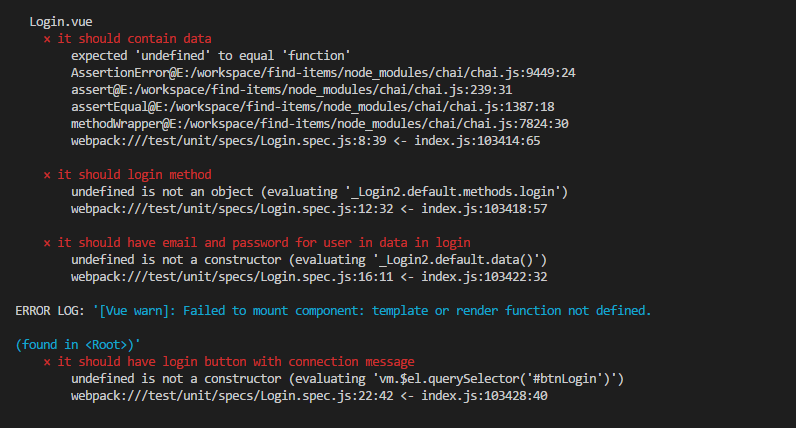 Login.vue
× it should contain data
expected 'undefined' to equal 'function'
AssertionError@E:/workspace/find-items/node_modules/chai/chai.js:9449:24
assert@E:/workspace/find-items/node_modules/chai/chai.js:239:31
assertEqual@E:/workspace/find-items/node_modules/chai/chai.js:1387:18
methodWrapper@E:/workspace/find-items/node_modules/chai/chai.js:7824:30
webpack:///test/unit/specs/Login.spec.js:8:39 <- index.js:103414:65
× it should login method
undefined is not an object (evaluating '_Login2.default.methods.login')
webpack:///test/unit/specs/Login.spec.js:12:32 <- index.js:103418:57
× it should have email and password for user in data in login
undefined is not a constructor (evaluating '_Login2.default.data()')
webpack:///test/unit/specs/Login.spec.js:16:11 <- index.js:103422:32
ERROR LOG: '[Vue warn]: Failed to mount component: template or render function not defined.
(found in <Root>)'
× it should have login button with connection message
undefined is not a constructor (evaluating 'vm.$el.querySelector('#btnLogin')')
webpack:///test/unit/specs/Login.spec.js:22:42 <- index.js:103428:40